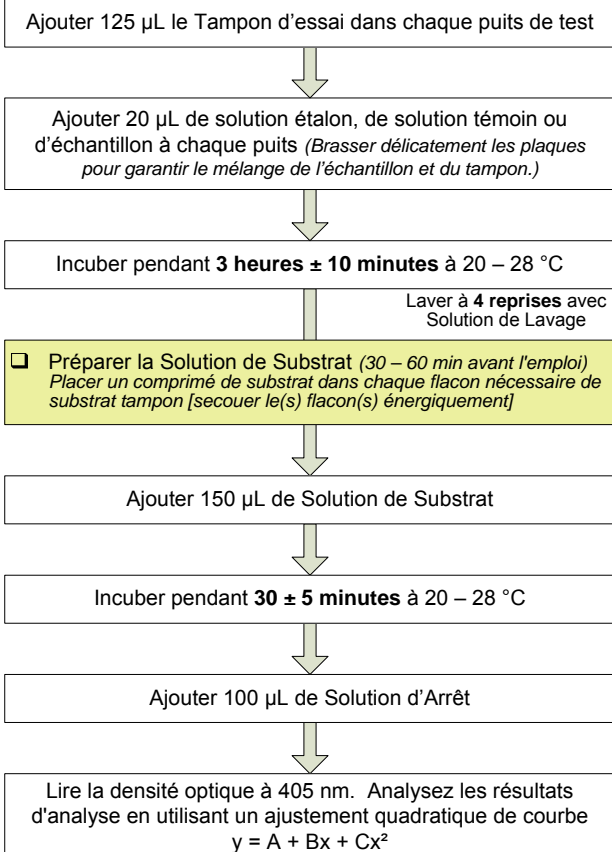 Ajouter 125 µL le Tampon d'essai dans chaque puits de test
Ajouter 20 µL de solution étalon, de solution témoin ou
d'échantillon à chaque puits (Brasser délicatement les plaques
pour garantir le mélange de l'échantillon et du tampon.)
Incuber pendant 3 heures ± 10 minutes à 20 – 28 °C
Laver à 4 reprises avec
Solution de Lavage
❑ Préparer la Solution de Substrat (30 – 60 min avant l'emploi)
Placer un comprimé de substrat dans chaque flacon nécessaire de
substrat tampon [secouer le(s) flacon(s) énergiquement]
Ajouter 150 µL de Solution de Substrat
Incuber pendant 30 ± 5 minutes à 20 – 28 °C
Ajouter 100 µL de Solution d'Arrêt
Lire la densité optique à 405 nm. Analysez les résultats
d'analyse en utilisant un ajustement quadratique de courbe
y = A + Bx + Cx²